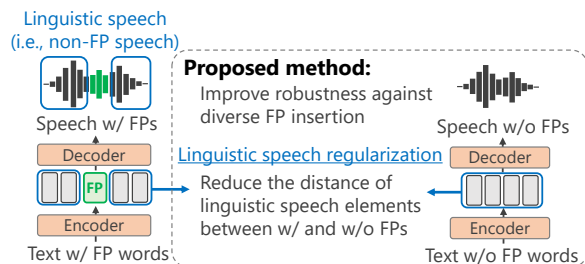 Linguistic speech
(i.e., non-FP speech)
Speech w/ FPs
Decoder
FP
Encoder
Text w/ FP words
Proposed method:
Improve robustness against
diverse FP insertion
Linguistic speech regularization
Reduce the distance of
linguistic speech elements
between w/ and w/o FPs
Speech w/o FPs
Decoder
Encoder
Text w/o FP words